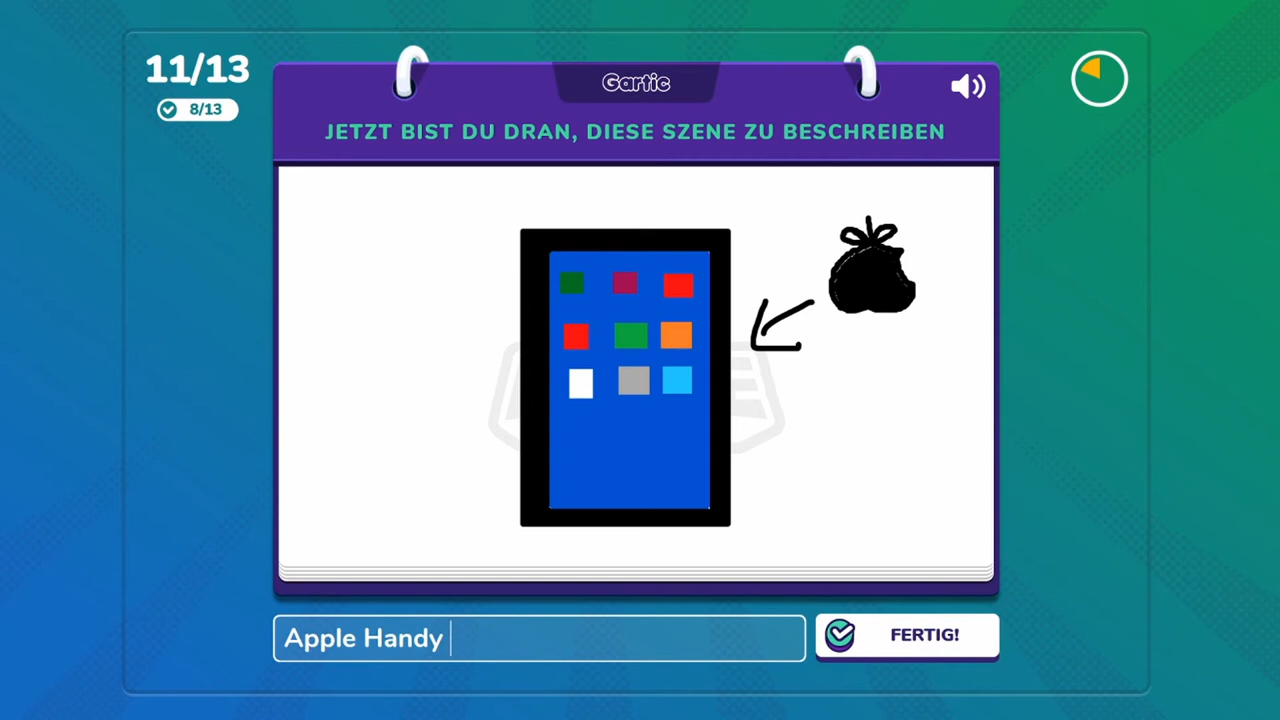 11/13
8/13
Gartic
JETZT BIST DU DRAN, DIESE SZENE ZU BESCHREIBEN
Apple Handy
FERTIG!